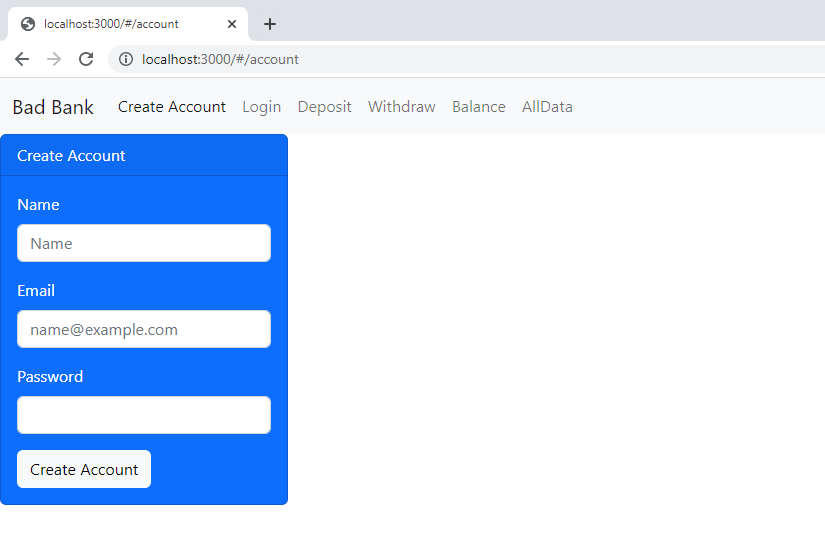 localhost:3000/#/account
localhost:3000/#/account
Bad Bank Create Account Login Deposit Withdraw Balance AllData
Create Account
Name
Name
Email
name@example.com
Password
Create Account